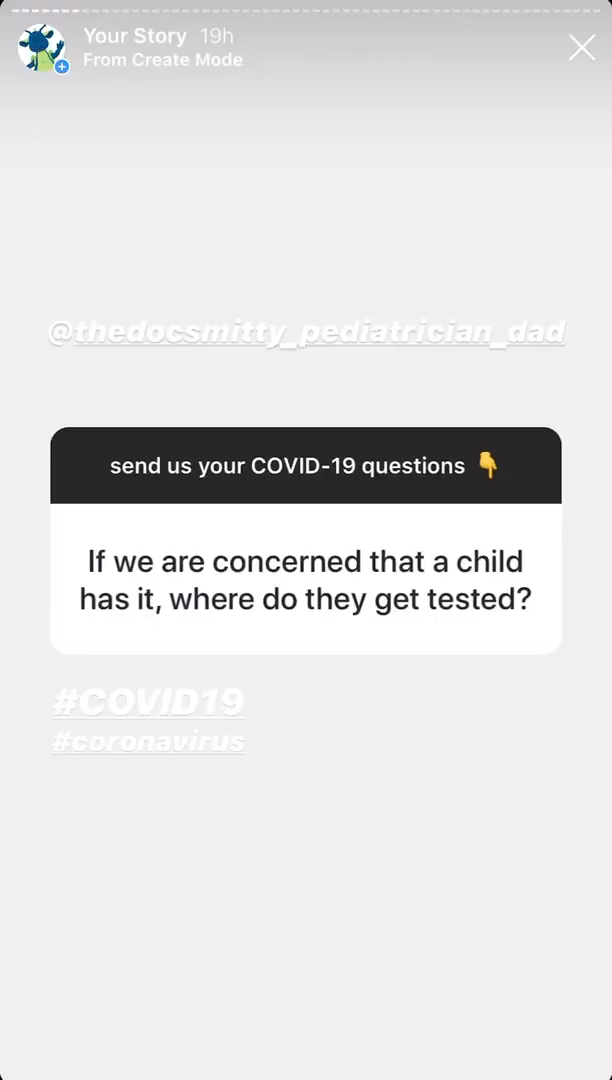 Your Story 19h
From Create Mode
@thedocsmitty_pediatrician_dad
send us your COVID-19 questions 👇
If we are concerned that a child
has it, where do they get tested?
#COVID19
#coronavirus